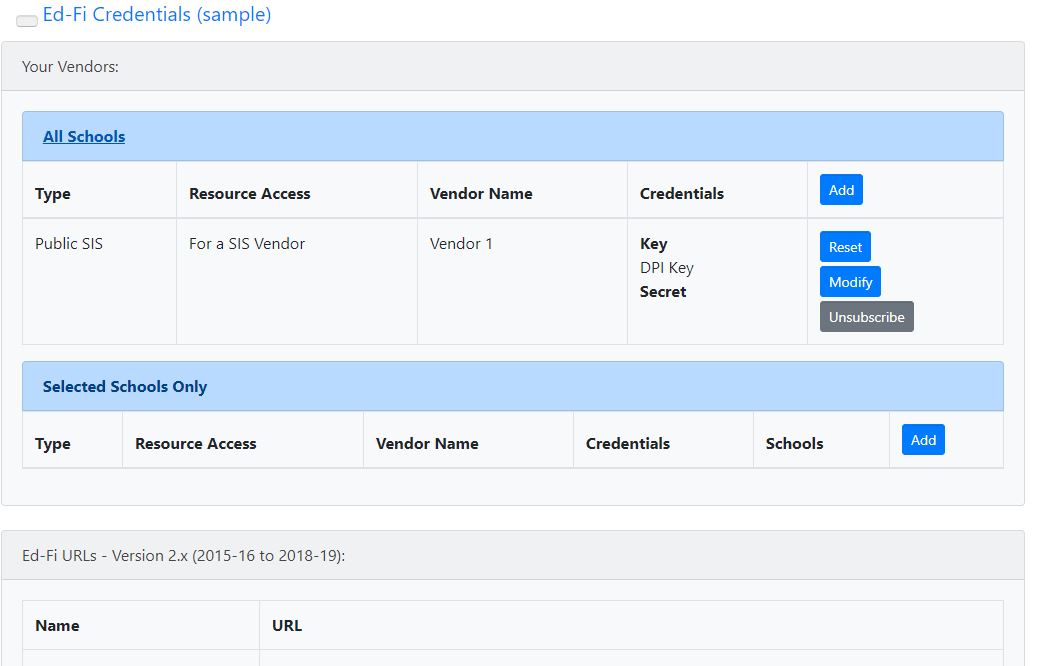 Ed-Fi Credentials (sample)
Your Vendors:
All Schools
Type Resource Access Vendor Name Credentials Add
Public SIS For a SIS Vendor Vendor 1 Key Reset
DPI Key
Secret Modify
Unsubscribe
Selected Schools Only
Type Resource Access Vendor Name Credentials Schools Add
Ed-Fi URLs - Version 2.x (2015-16 to 2018-19):
Name URL